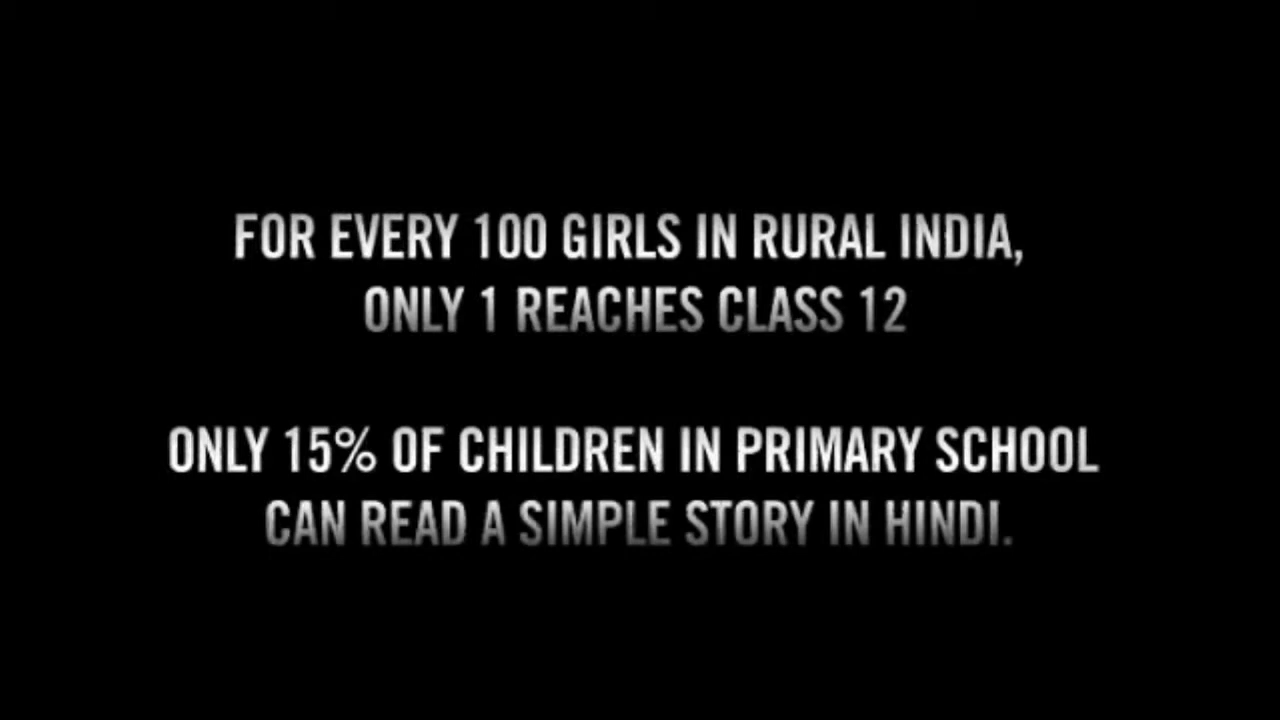 FOR EVERY 100 GIRLS IN RURAL INDIA,
ONLY 1 REACHES CLASS 12
ONLY 15% OF CHILDREN IN PRIMARY SCHOOL
CAN READ A SIMPLE STORY IN HINDI.